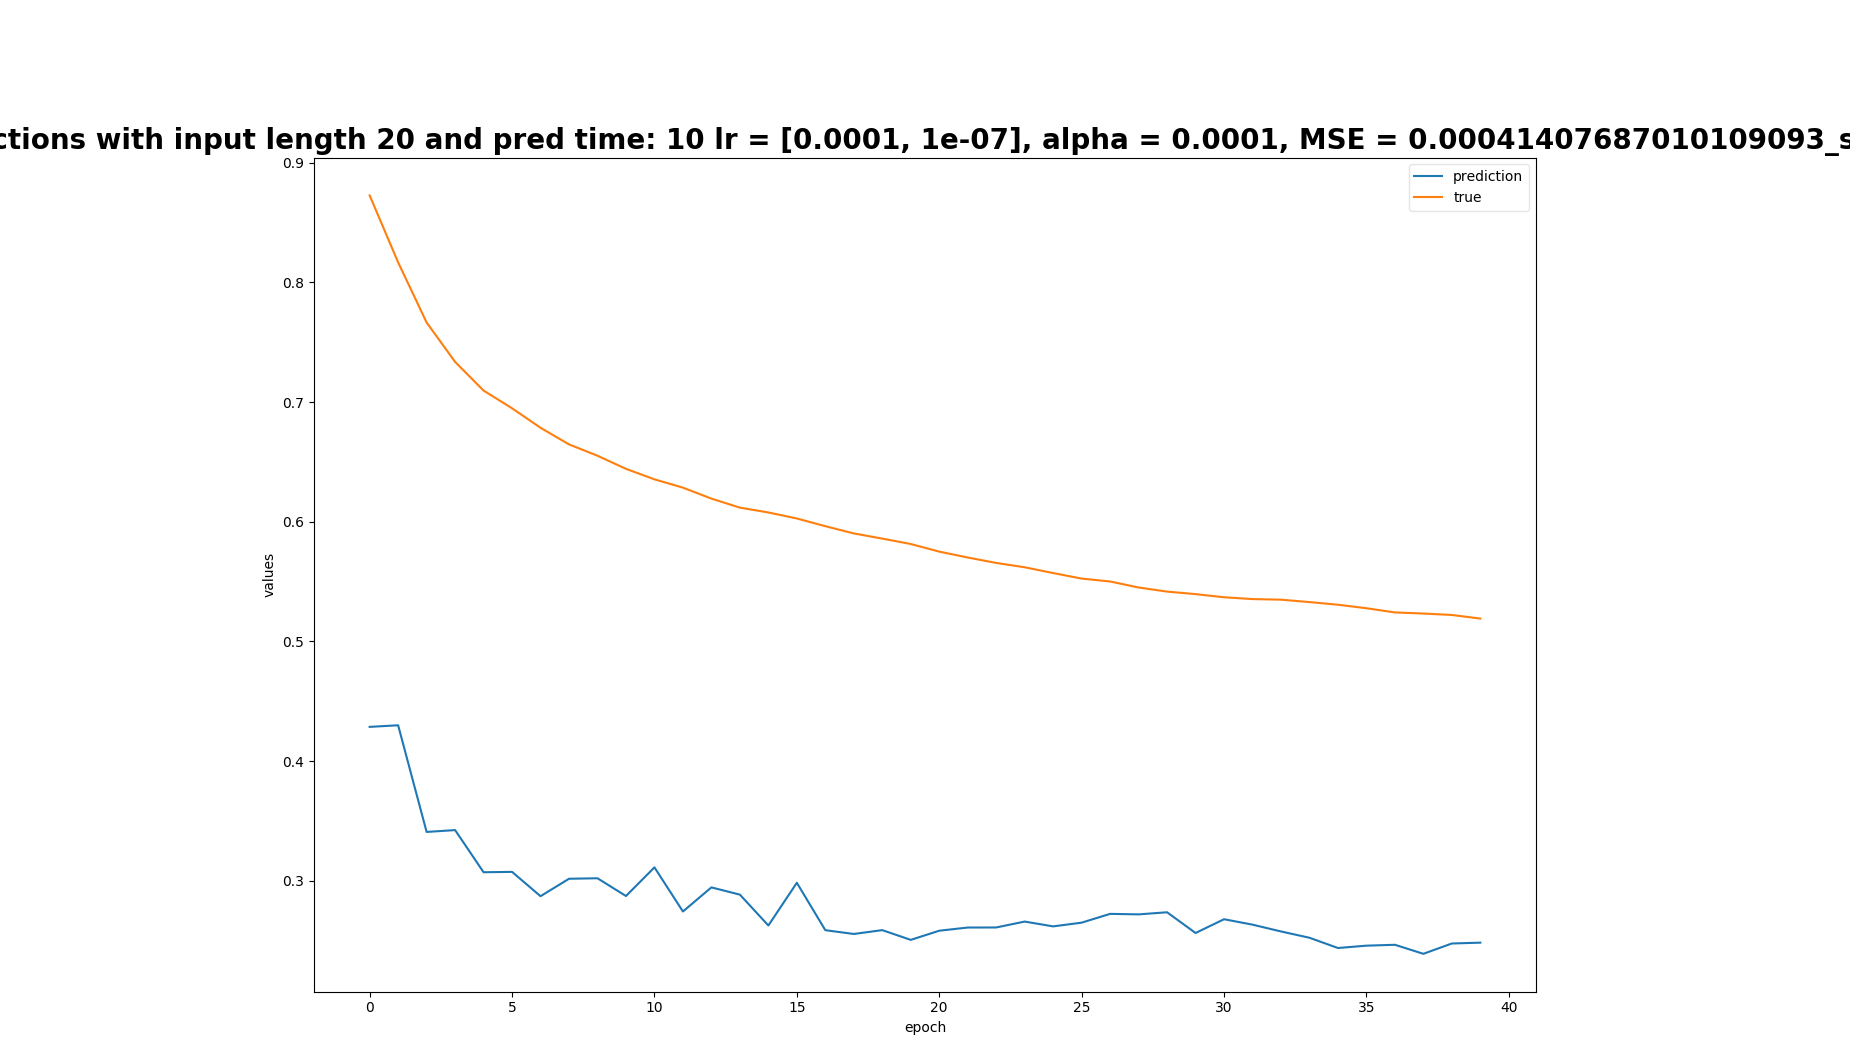 ctions with input length 20 and pred time: 10 lr = [0.0001, 1e-07], alpha = 0.0001, MSE = 0.00041407687010109093_s
prediction
true
0.9
0.8
0.7
0.6
0.5
0.4
0.3
values
0 5 10 15 20 25 30 35 40
epoch